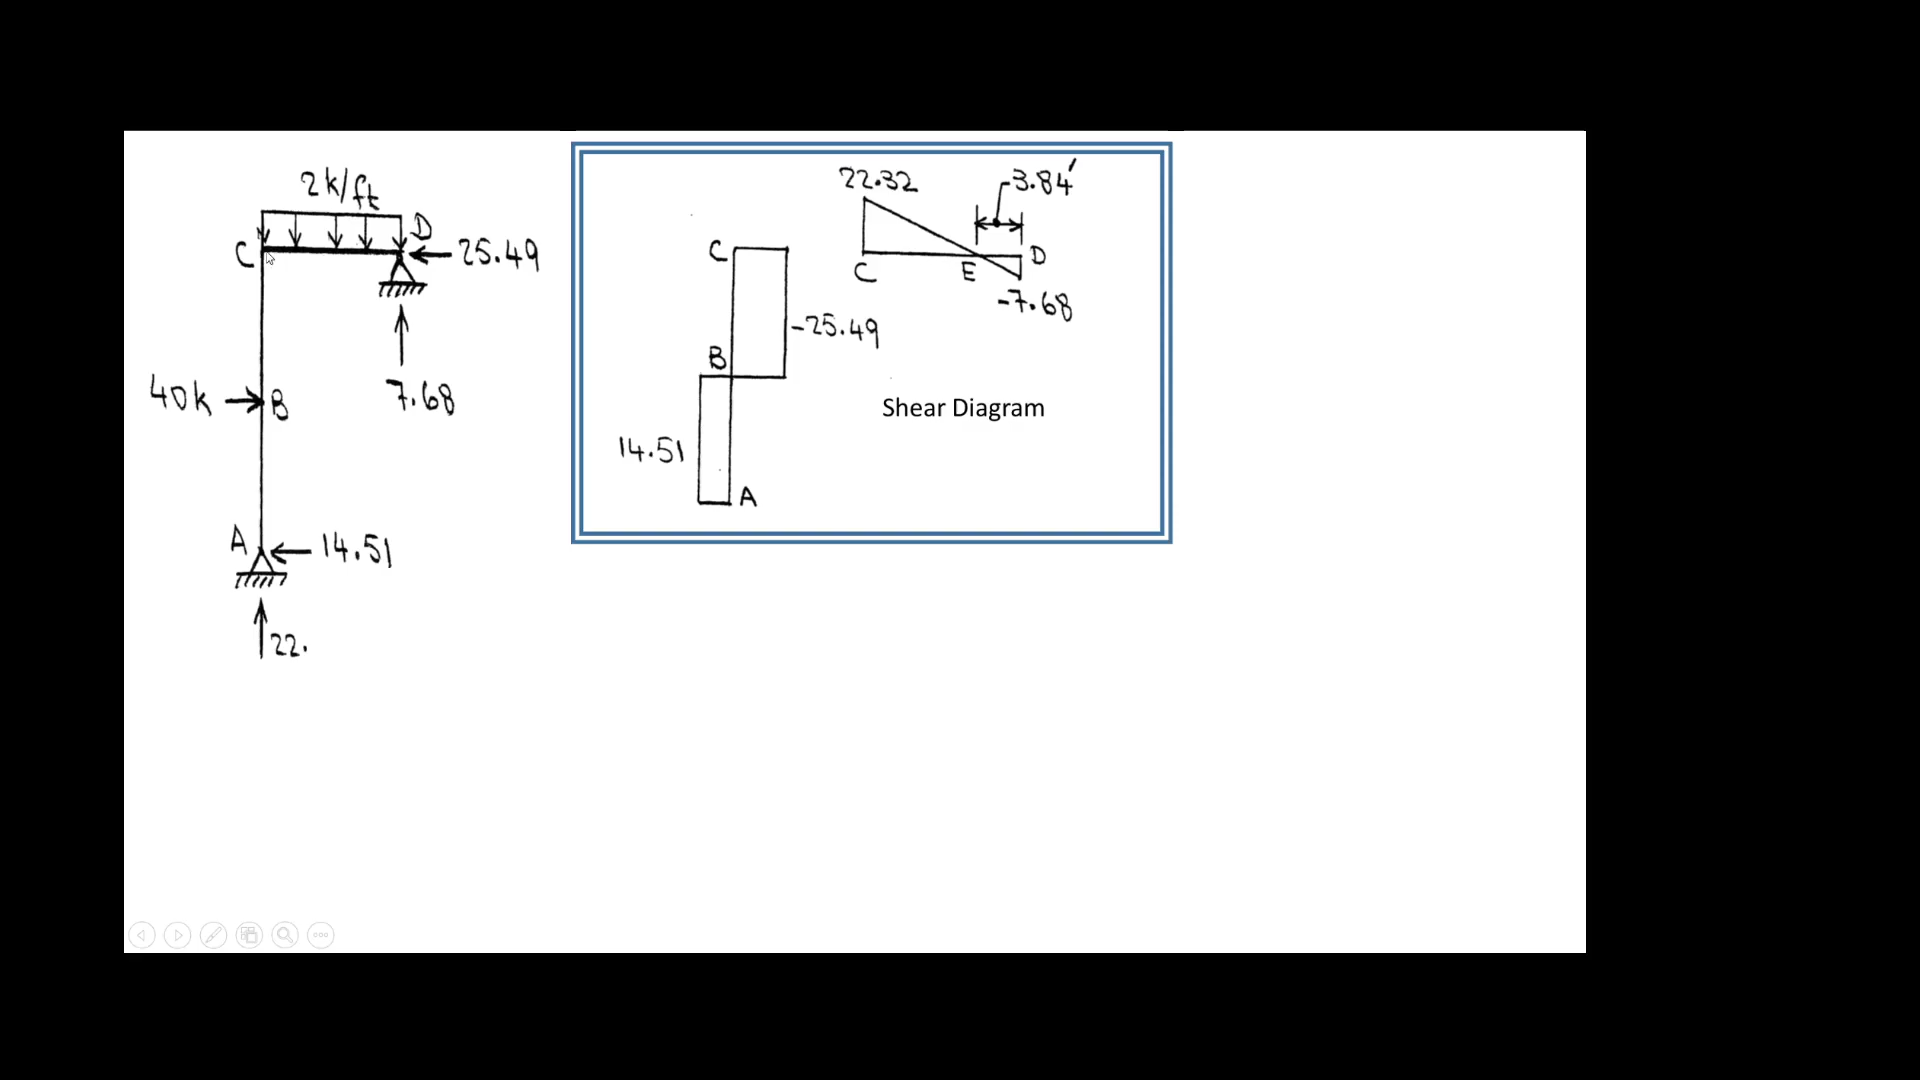 2k/ft
C
D
25.49
40k
B
7.68
A
14.51
22.
22.32
3.84'
C
E
D
-7.68
C
B
-25.49
14.51
A
Shear Diagram